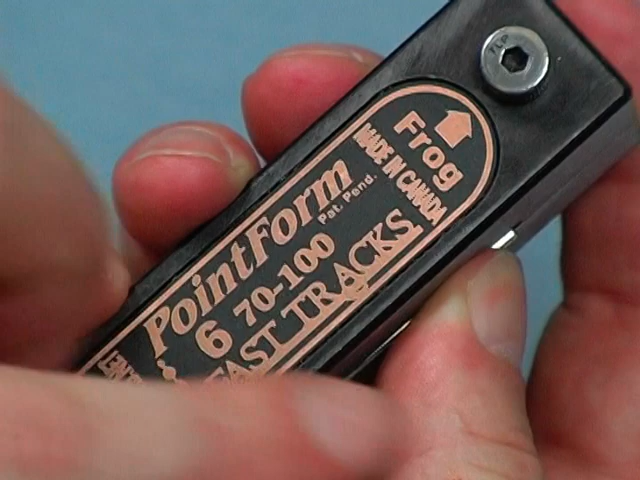 Frog
MADE IN CANADA
PointForm
Pat. Pend.
6 70-100
FAST TRACKS